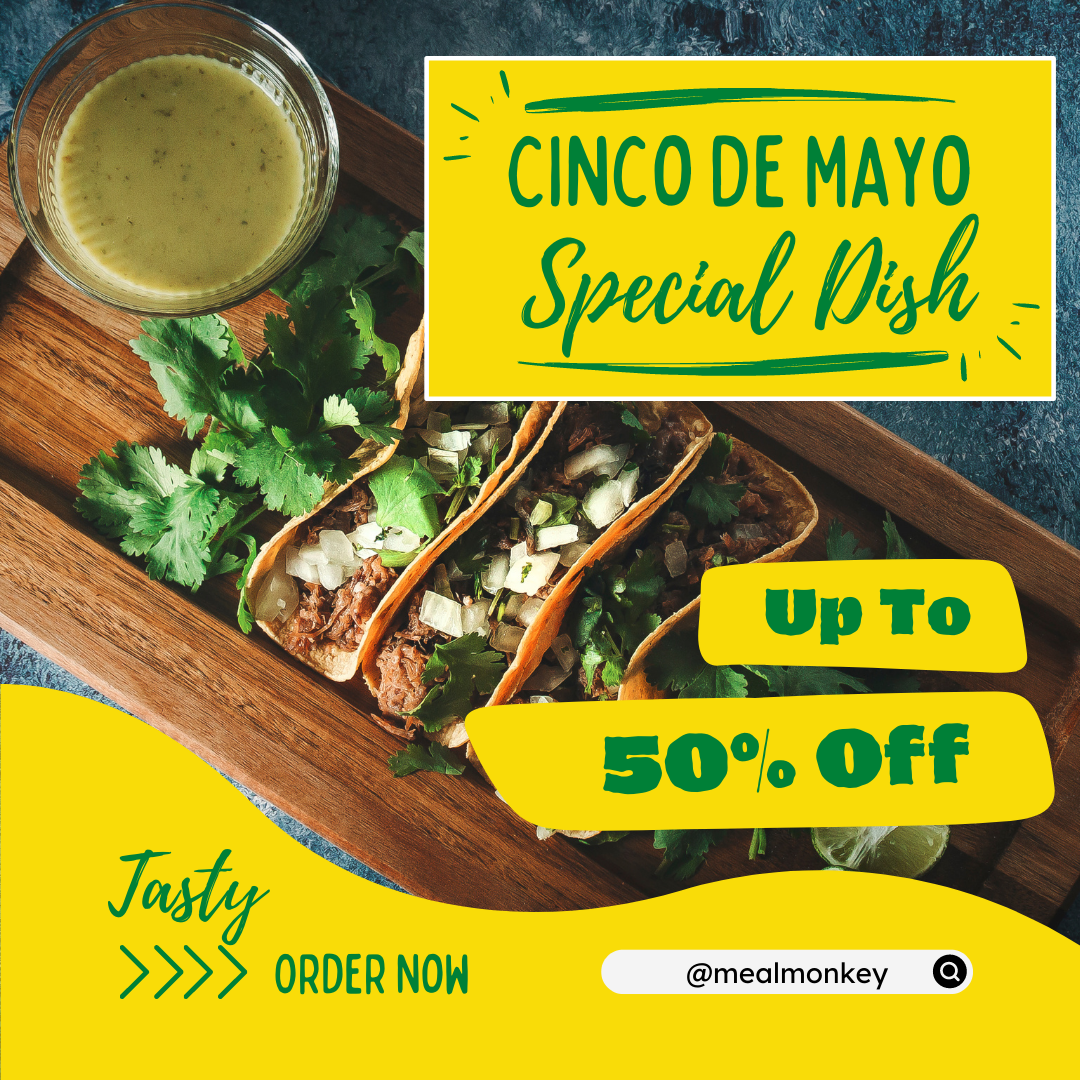 CINCO DE MAYO
Special Dish
Up To
50% Off
Tasty
>>>> ORDER NOW
@mealmonkey